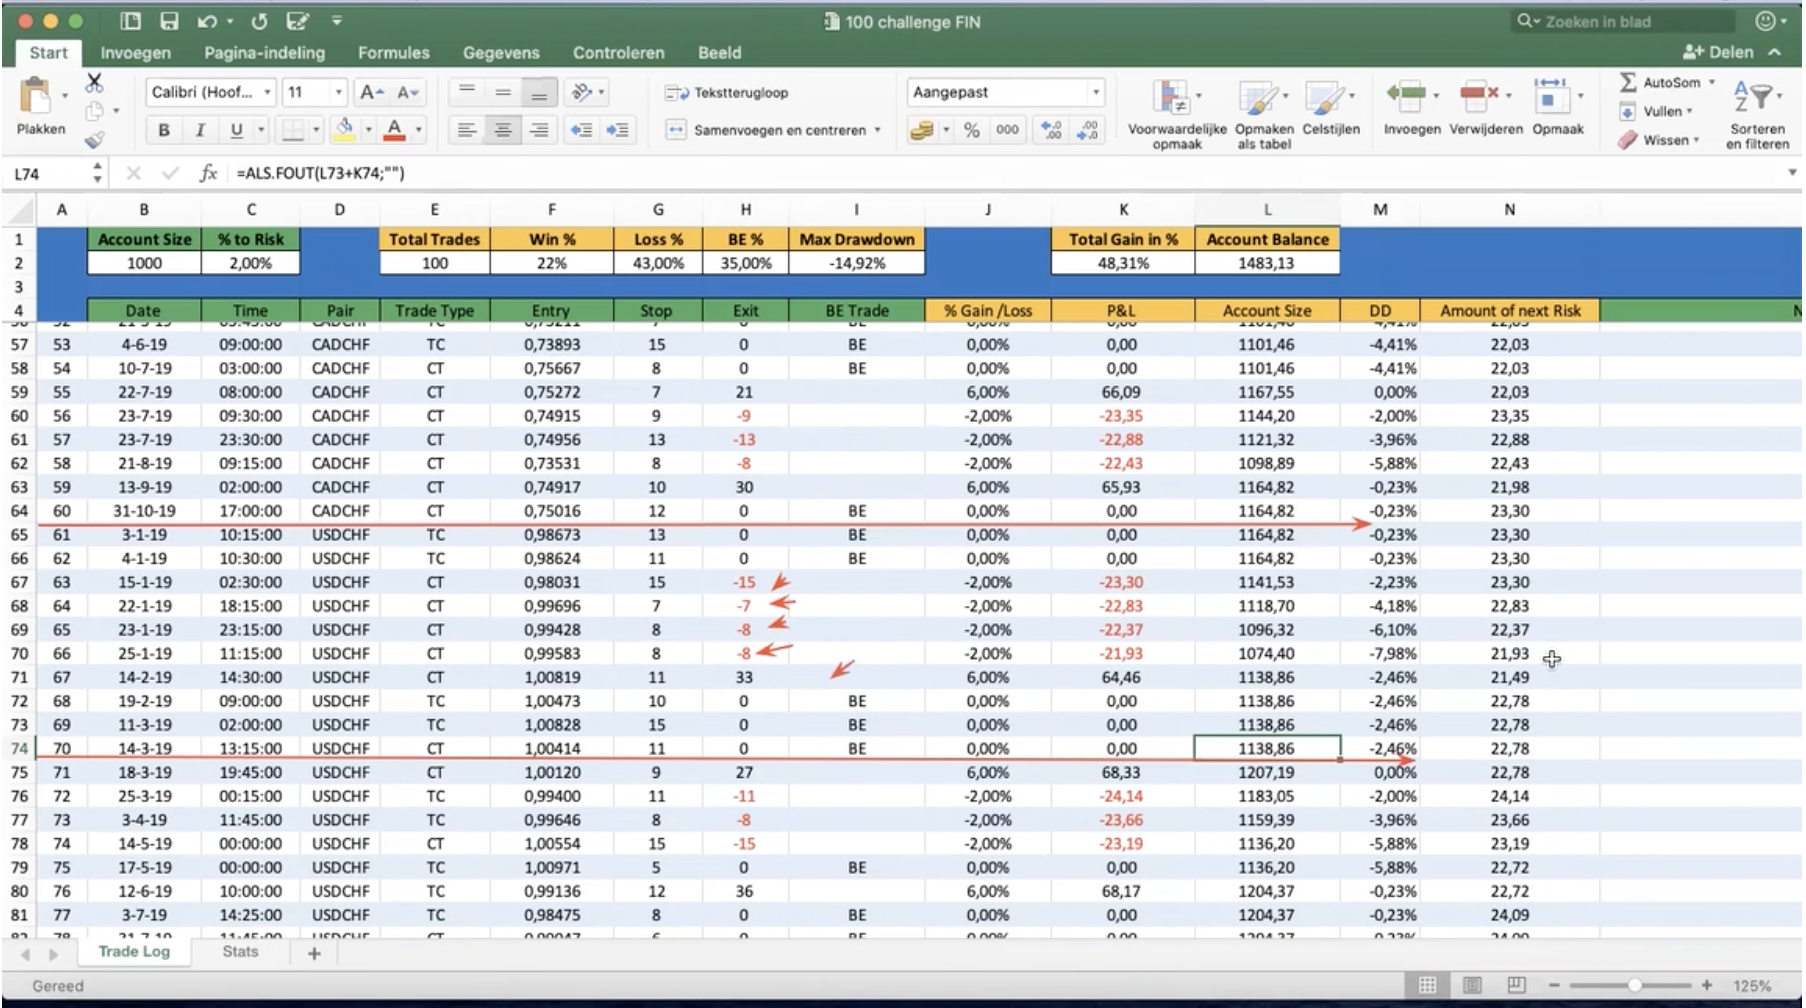 100 challenge FIN
Zoeken in blad
Start Invoegen Pagina-indeling Formules Gegevens Controleren Beeld Delen
Plakken Calibri (Hoof... 11 A A Tekstterugloop Aangepast Voorwaardelijke opmaak Opmaken als tabel Celstijlen Invoegen Verwijderen Opmaak AutoSom Vullen Wissen Sorteren en filteren
B I U A Samenvoegen en centreren % 000 ,00 ,0
L74 fx =ALS.FOUT(L73+K74;"")
A B C D E F G H I J K L M N
1 Account Size % to Risk Total Trades Win % Loss % BE % Max Drawdown Total Gain in % Account Balance
2 1000 2,00% 100 22% 43,00% 35,00% -14,92% 48,31% 1483,13
3
4 Date Time Pair Trade Type Entry Stop Exit BE Trade % Gain /Loss P&L Account Size DD Amount of next Risk N
57 53 4-6-19 09:00:00 CADCHF TC 0,73893 15 0 BE 0,00% 0,00 1101,46 -4,41% 22,03
58 54 10-7-19 03:00:00 CADCHF CT 0,75667 8 0 BE 0,00% 0,00 1101,46 -4,41% 22,03
59 55 22-7-19 08:00:00 CADCHF CT 0,75272 7 21 6,00% 66,09 1167,55 0,00% 22,03
60 56 23-7-19 09:30:00 CADCHF CT 0,74915 9 -9 -2,00% -23,35 1144,20 -2,00% 23,35
61 57 23-7-19 23:30:00 CADCHF CT 0,74956 13 -13 -2,00% -22,88 1121,32 -3,96% 22,88
62 58 21-8-19 09:15:00 CADCHF CT 0,73531 8 -8 -2,00% -22,43 1098,89 -5,88% 22,43
63 59 13-9-19 02:00:00 CADCHF CT 0,74917 10 30 6,00% 65,93 1164,82 -0,23% 21,98
64 60 31-10-19 17:00:00 CADCHF CT 0,75016 12 0 BE 0,00% 0,00 1164,82 -0,23% 23,30
65 61 3-1-19 10:15:00 USDCHF TC 0,98673 13 0 BE 0,00% 0,00 1164,82 -0,23% 23,30
66 62 4-1-19 10:30:00 USDCHF TC 0,98624 11 0 BE 0,00% 0,00 1164,82 -0,23% 23,30
67 63 15-1-19 02:30:00 USDCHF CT 0,98031 15 -15 -2,00% -23,30 1141,53 -2,23% 23,30
68 64 22-1-19 18:15:00 USDCHF CT 0,99696 7 -7 -2,00% -22,83 1118,70 -4,18% 22,83
69 65 23-1-19 23:15:00 USDCHF CT 0,99428 8 -8 -2,00% -22,37 1096,32 -6,10% 22,37
70 66 25-1-19 11:15:00 USDCHF CT 0,99583 8 -8 -2,00% -21,93 1074,40 -7,98% 21,93
71 67 14-2-19 14:30:00 USDCHF CT 1,00819 11 33 6,00% 64,46 1138,86 -2,46% 21,49
72 68 19-2-19 09:00:00 USDCHF TC 1,00473 10 0 BE 0,00% 0,00 1138,86 -2,46% 22,78
73 69 11-3-19 02:00:00 USDCHF TC 1,00828 15 0 BE 0,00% 0,00 1138,86 -2,46% 22,78
74 70 14-3-19 13:15:00 USDCHF CT 1,00414 11 0 BE 0,00% 0,00 1138,86 -2,46% 22,78
75 71 18-3-19 19:45:00 USDCHF CT 1,00120 9 27 6,00% 68,33 1207,19 0,00% 22,78
76 72 25-3-19 00:15:00 USDCHF TC 0,99400 11 -11 -2,00% -24,14 1183,05 -2,00% 24,14
77 73 3-4-19 11:45:00 USDCHF TC 0,99646 8 -8 -2,00% -23,66 1159,39 -3,96% 23,66
78 74 14-5-19 00:00:00 USDCHF CT 1,00554 15 -15 -2,00% -23,19 1136,20 -5,88% 23,19
79 75 17-5-19 00:00:00 USDCHF TC 1,00971 5 0 BE 0,00% 0,00 1136,20 -5,88% 22,72
80 76 12-6-19 10:00:00 USDCHF TC 0,99136 12 36 6,00% 68,17 1204,37 -0,23% 22,72
81 77 3-7-19 14:25:00 USDCHF TC 0,98475 8 0 BE 0,00% 0,00 1204,37 -0,23% 24,09
Trade Log Stats +
Gereed 125%